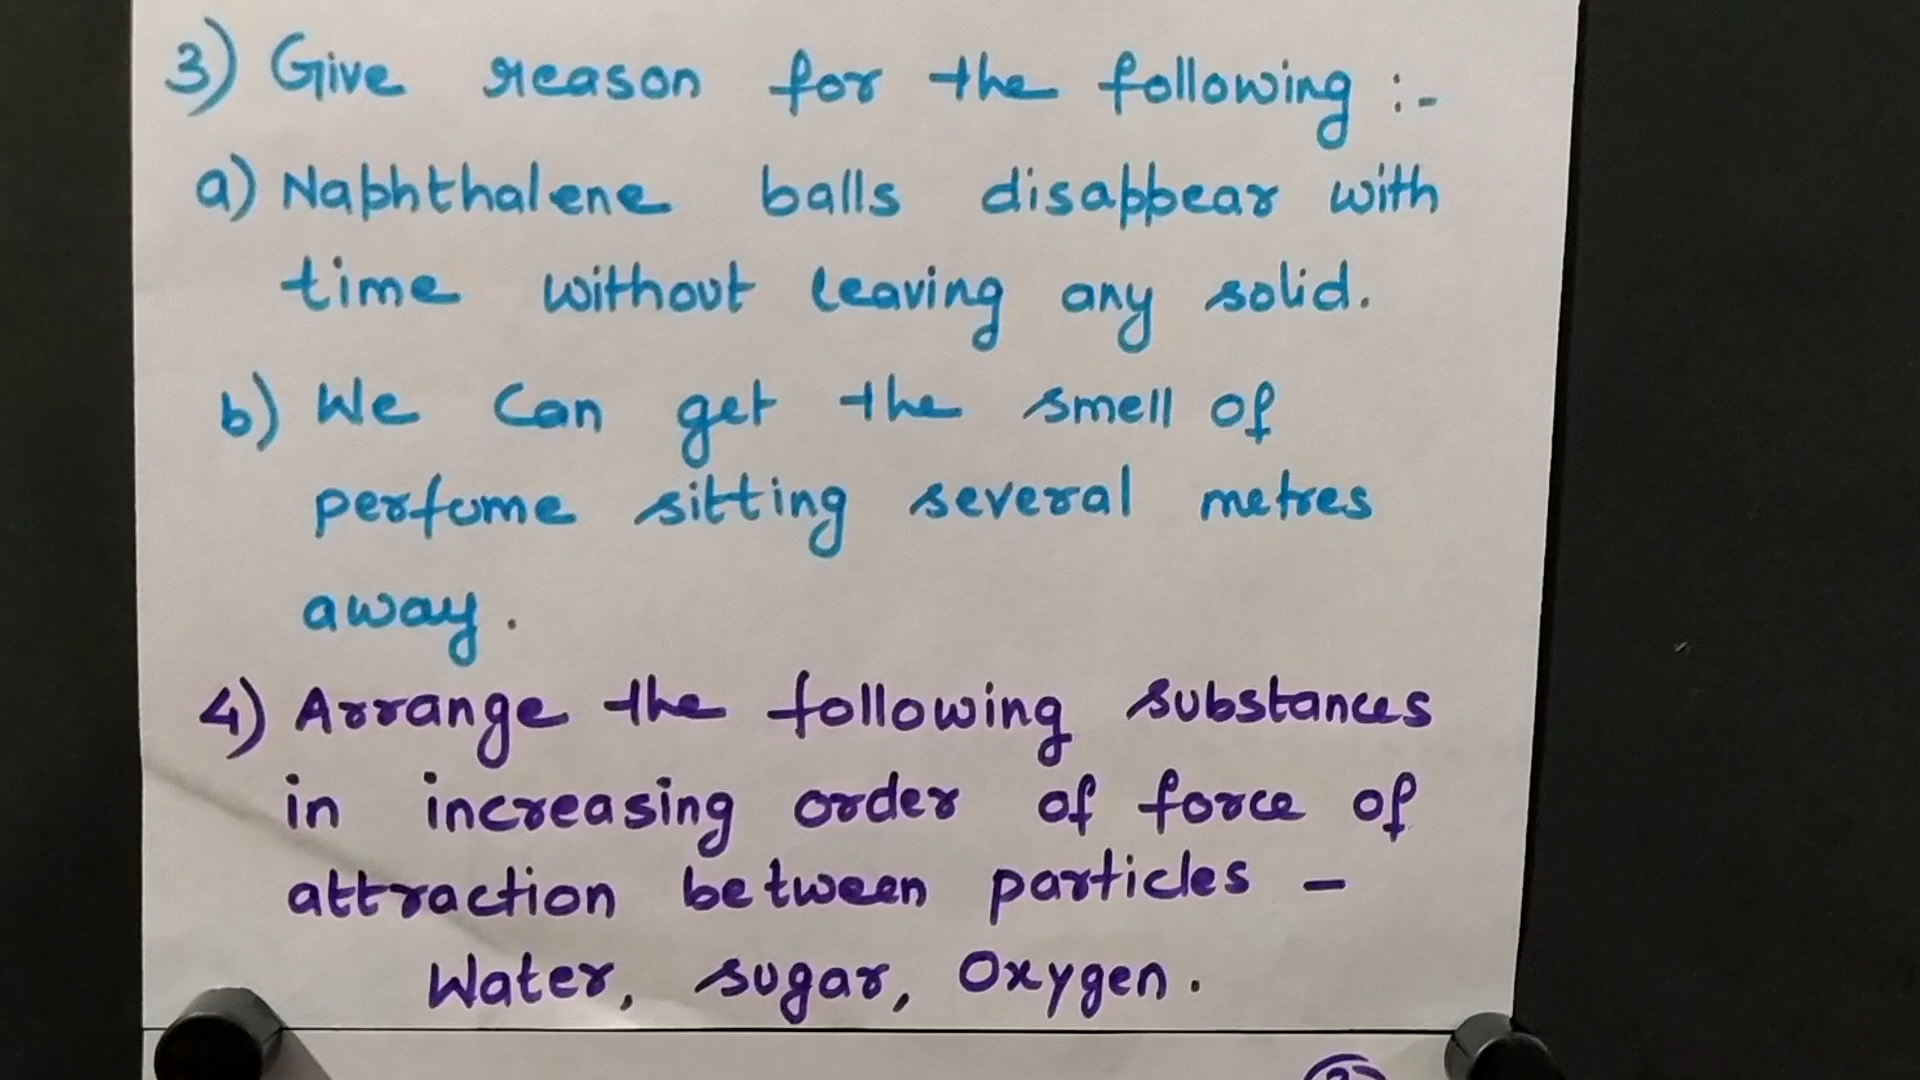 3) Give reason for the following :-
a) Naphthalene balls disappear with
time without leaving any solid.
b) We Can get the smell of
perfume sitting several metres
away.
4) Arrange the following substances
in increasing order of force of
attraction between particles -
Water, sugar, Oxygen.